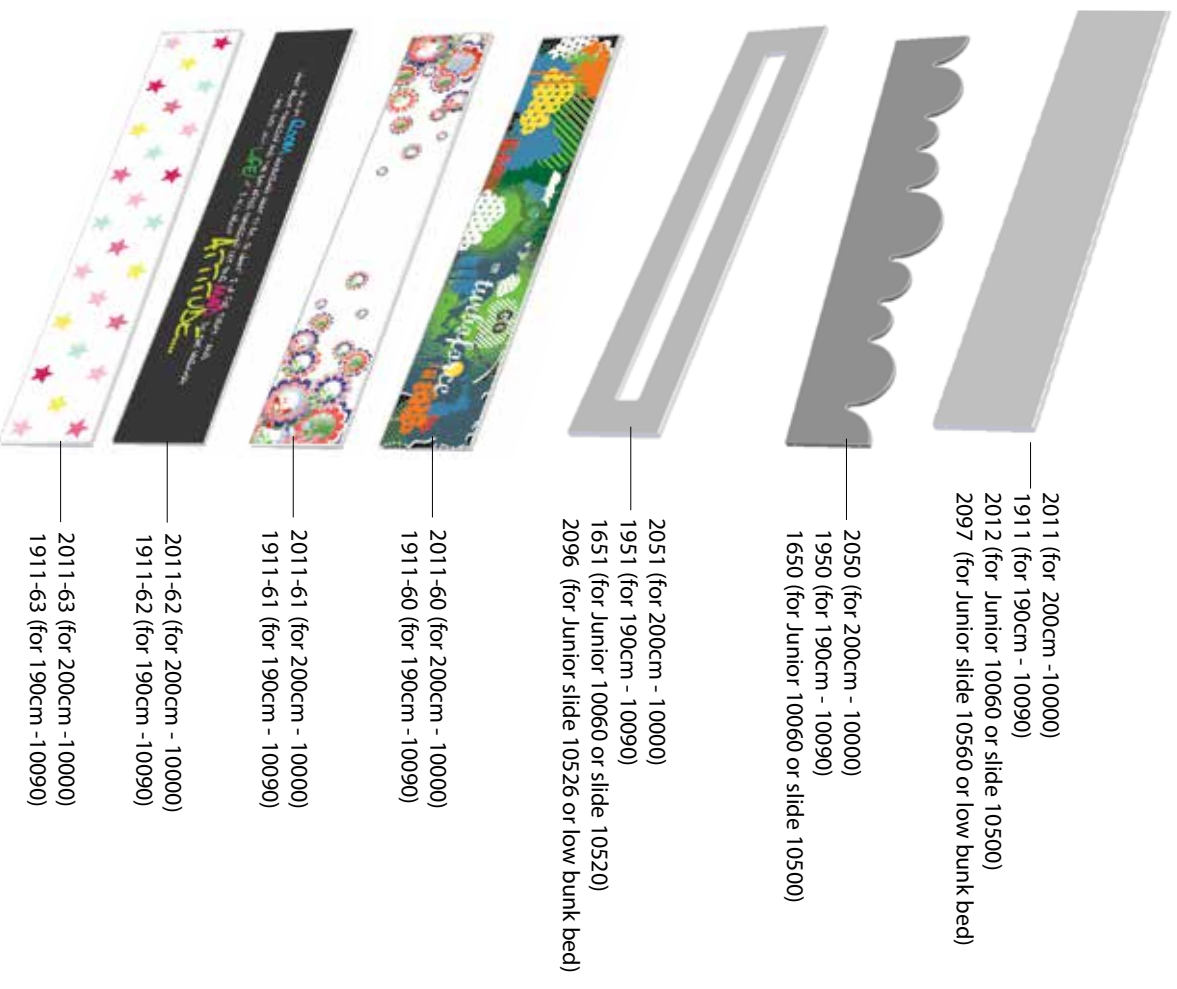 2011 (for 200cm -10000)
1911 (for 190cm - 10090)
2012 (for Junior 10060 or slide 10500)
2097 (for Junior slide 10560 or low bunk bed)
2050 (for 200cm - 10000)
1950 (for 190cm - 10090)
1650 (for Junior 10060 or slide 10500)
2051 (for 200cm - 10000)
1951 (for 190cm - 10090)
1651 (for Junior 10060 or slide 10520)
2096 (for Junior slide 10526 or low bunk bed)
2011-60 (for 200cm - 10000)
1911-60 (for 190cm -10090)
2011-61 (for 200cm - 10000)
1911-61 (for 190cm - 10090)
2011-62 (for 200cm - 10000)
1911-62 (for 190cm -10090)
2011-63 (for 200cm -10000)
1911-63 (for 190cm -10090)
GO
turboforce
LIFE
ATTITUDE